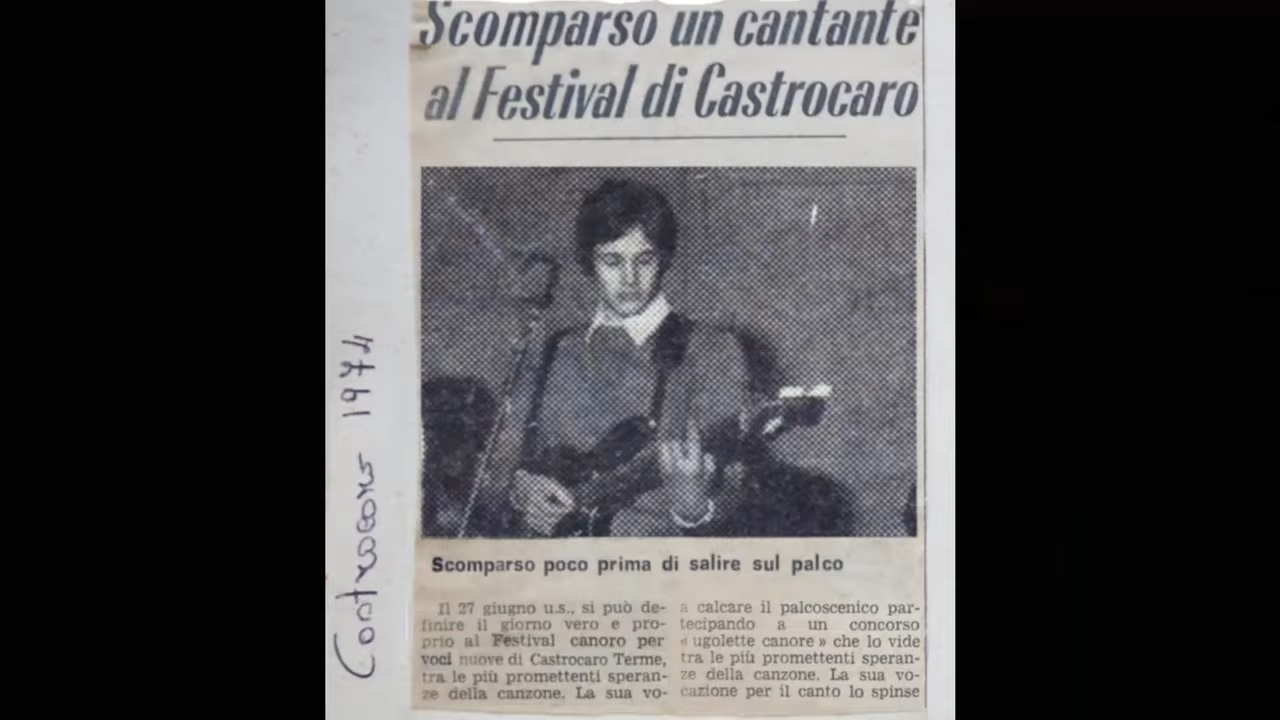 Scomparso un cantante
al Festival di Castrocaro
Castrocaro 1974
Scomparso poco prima di salire sul palco
Il 27 giugno u.s., si può de-
finire il giorno vero e pro-
prio al Festival canoro per
voci nuove di Castrocaro Terme,
tra le più promettenti speran-
ze della canzone. La sua vo-
a calcare il palcoscenico par-
tecipando a un concorso
« ugolette canore » che lo vide
tra le più promettenti speran-
ze della canzone. La sua vo-
cazione per il canto lo spinse